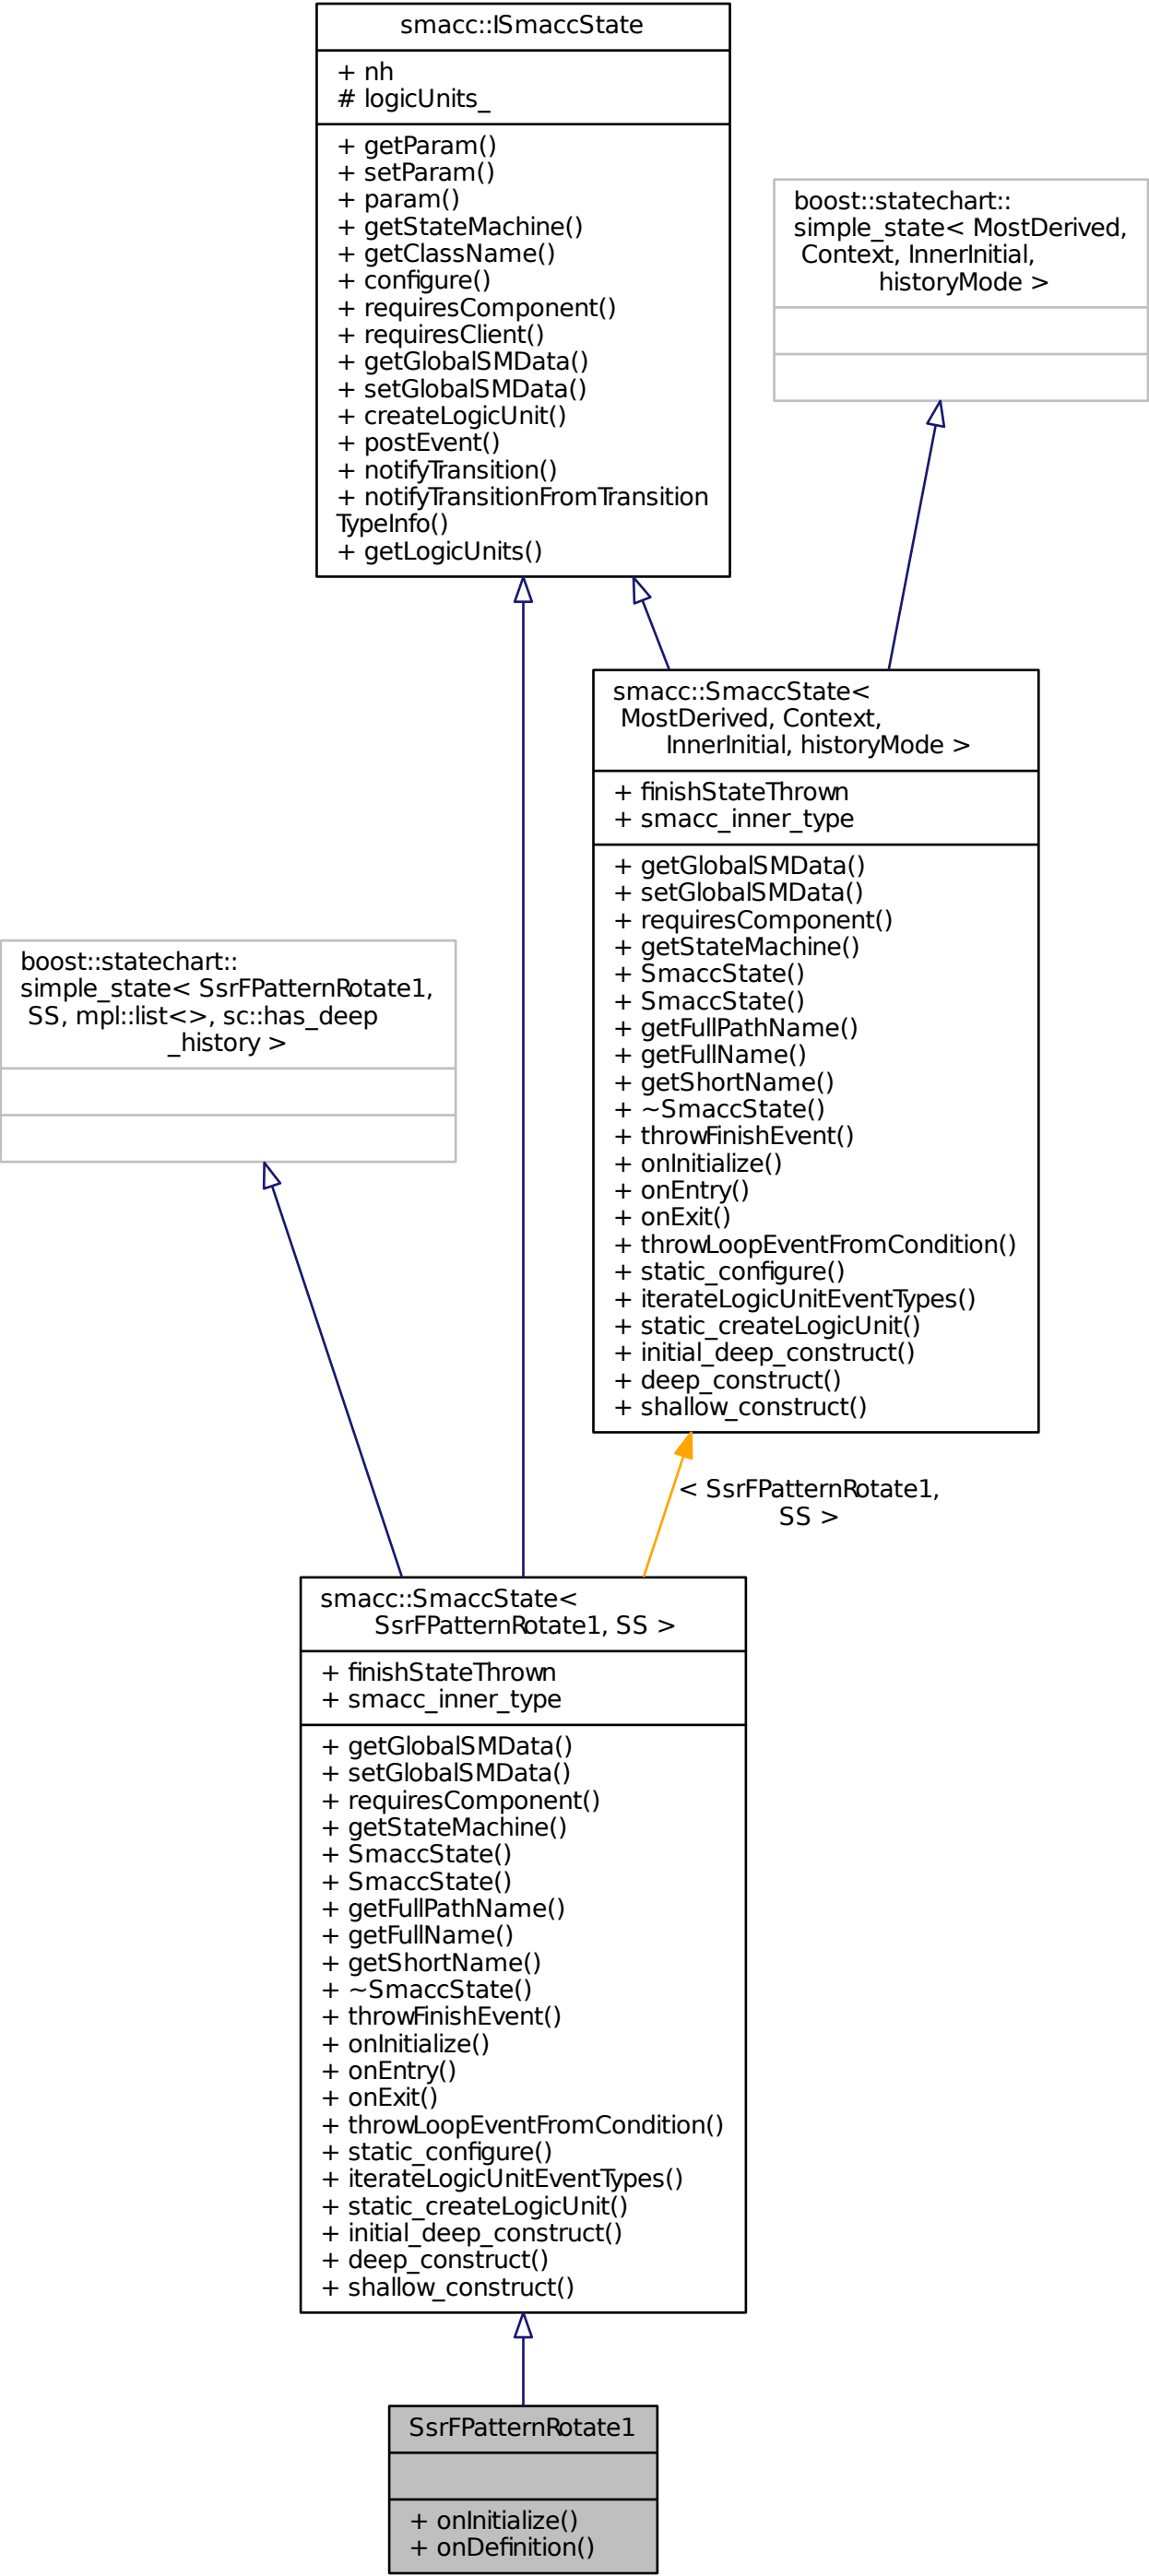 smacc::ISmaccState
+ nh
# logicUnits_
+ getParam()
+ setParam()
+ param()
+ getStateMachine()
+ getClassName()
+ configure()
+ requiresComponent()
+ requiresClient()
+ getGlobalSMData()
+ setGlobalSMData()
+ createLogicUnit()
+ postEvent()
+ notifyTransition()
+ notifyTransitionFromTransition
TypeInfo()
+ getLogicUnits()
boost::statechart::
simple_state< MostDerived,
Context, InnerInitial,
historyMode >
smacc::SmaccState<
MostDerived, Context,
InnerInitial, historyMode >
+ finishStateThrown
+ smacc_inner_type
+ getGlobalSMData()
+ setGlobalSMData()
+ requiresComponent()
+ getStateMachine()
+ SmaccState()
+ SmaccState()
+ getFullPathName()
+ getFullName()
+ getShortName()
+ ~SmaccState()
+ throwFinishEvent()
+ onInitialize()
+ onEntry()
+ onExit()
+ throwLoopEventFromCondition()
+ static_configure()
+ iterateLogicUnitEventTypes()
+ static_createLogicUnit()
+ initial_deep_construct()
+ deep_construct()
+ shallow_construct()
boost::statechart::
simple_state< SsrFPatternRotate1,
SS, mpl::list<>, sc::has_deep
_history >
< SsrFPatternRotate1,
SS >
smacc::SmaccState<
SsrFPatternRotate1, SS >
+ finishStateThrown
+ smacc_inner_type
+ getGlobalSMData()
+ setGlobalSMData()
+ requiresComponent()
+ getStateMachine()
+ SmaccState()
+ SmaccState()
+ getFullPathName()
+ getFullName()
+ getShortName()
+ ~SmaccState()
+ throwFinishEvent()
+ onInitialize()
+ onEntry()
+ onExit()
+ throwLoopEventFromCondition()
+ static_configure()
+ iterateLogicUnitEventTypes()
+ static_createLogicUnit()
+ initial_deep_construct()
+ deep_construct()
+ shallow_construct()
SsrFPatternRotate1
+ onInitialize()
+ onDefinition()